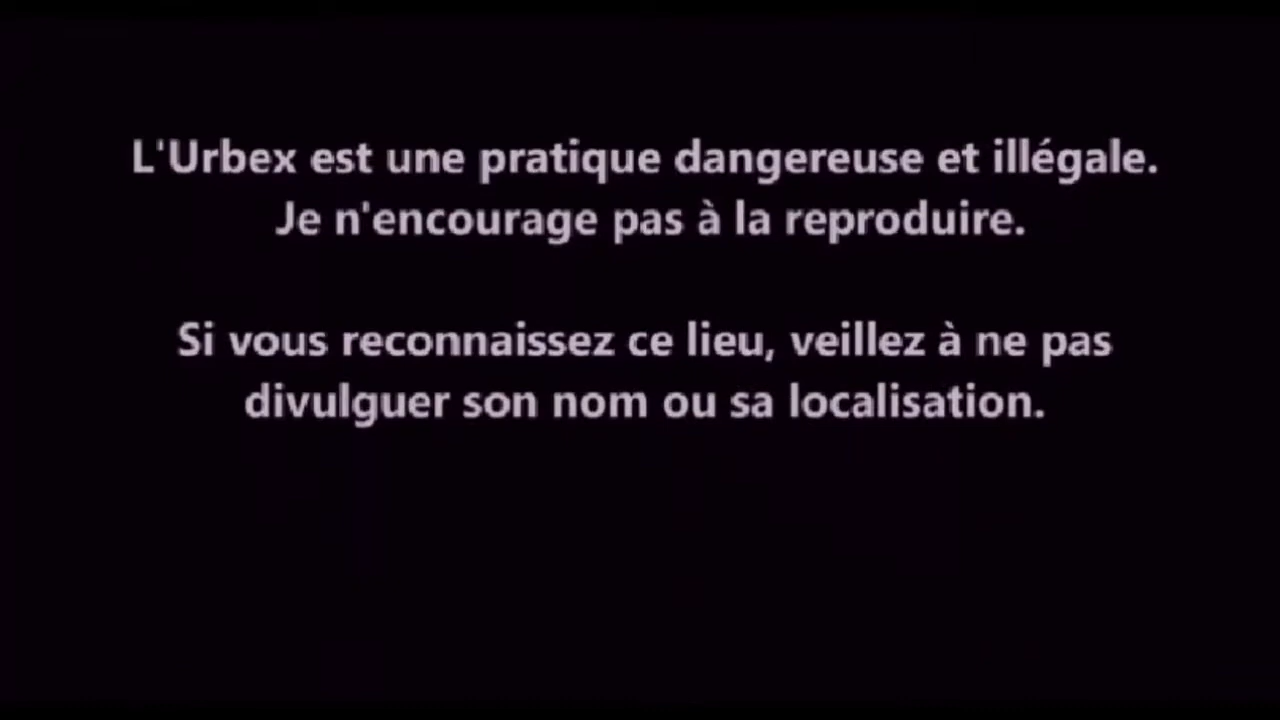 L'Urbex est une pratique dangereuse et illégale.
Je n'encourage pas à la reproduire.
Si vous reconnaissez ce lieu, veillez à ne pas
divulguer son nom ou sa localisation.